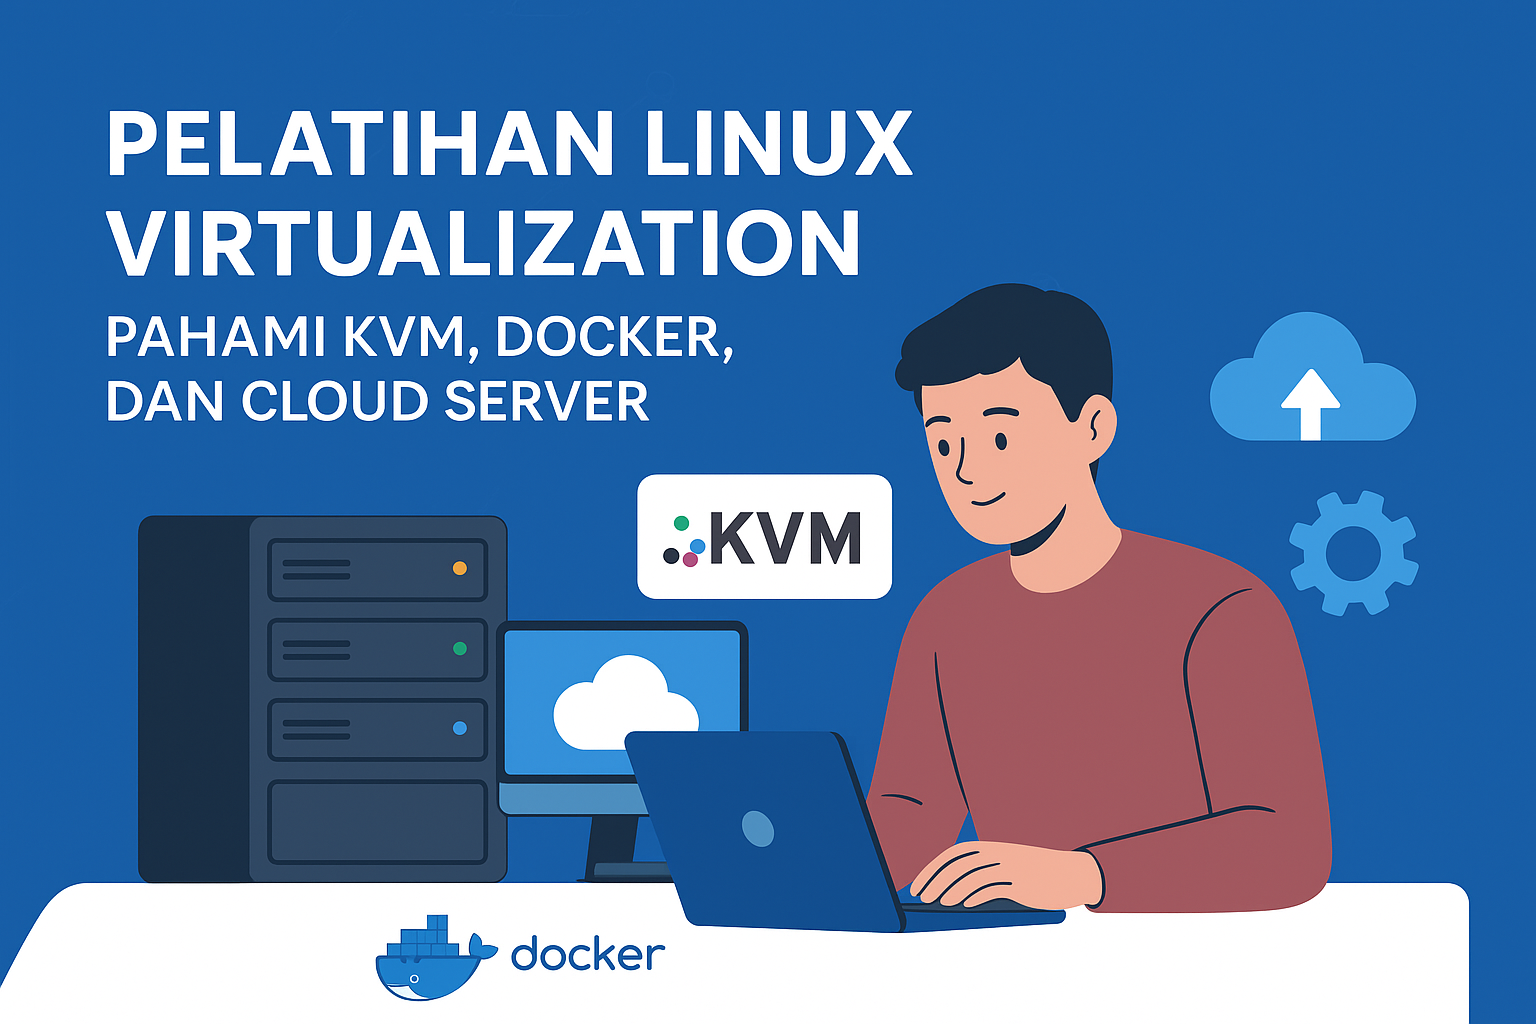 PELATIHAN LINUX
VIRTUALIZATION
PAHAMI KVM, DOCKER,
DAN CLOUD SERVER
KVM
docker